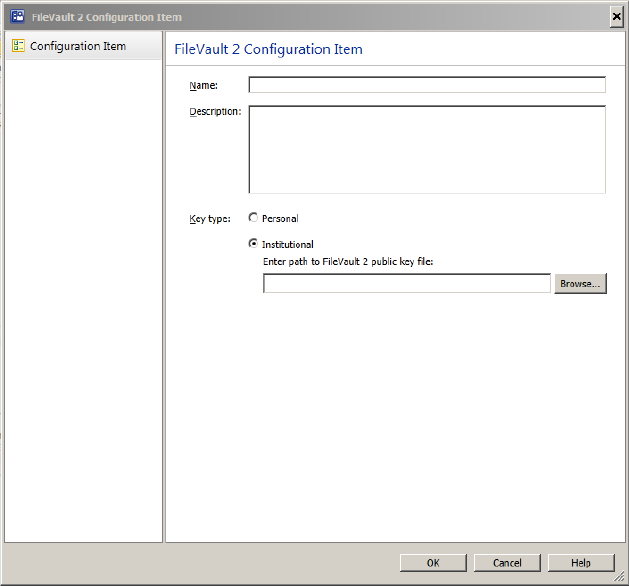 FileVault 2 Configuration Item
Configuration Item
FileVault 2 Configuration Item
Name:
Description:
Key type:
Personal
Institutional
Enter path to FileVault 2 public key file:
Browse...
OK
Cancel
Help